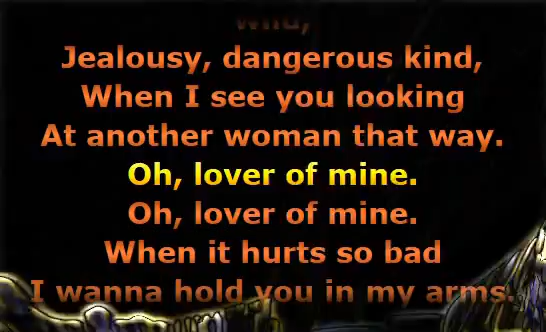 Jealousy, dangerous kind,
When I see you looking
At another woman that way.
Oh, lover of mine.
Oh, lover of mine.
When it hurts so bad
I wanna hold you in my arms.